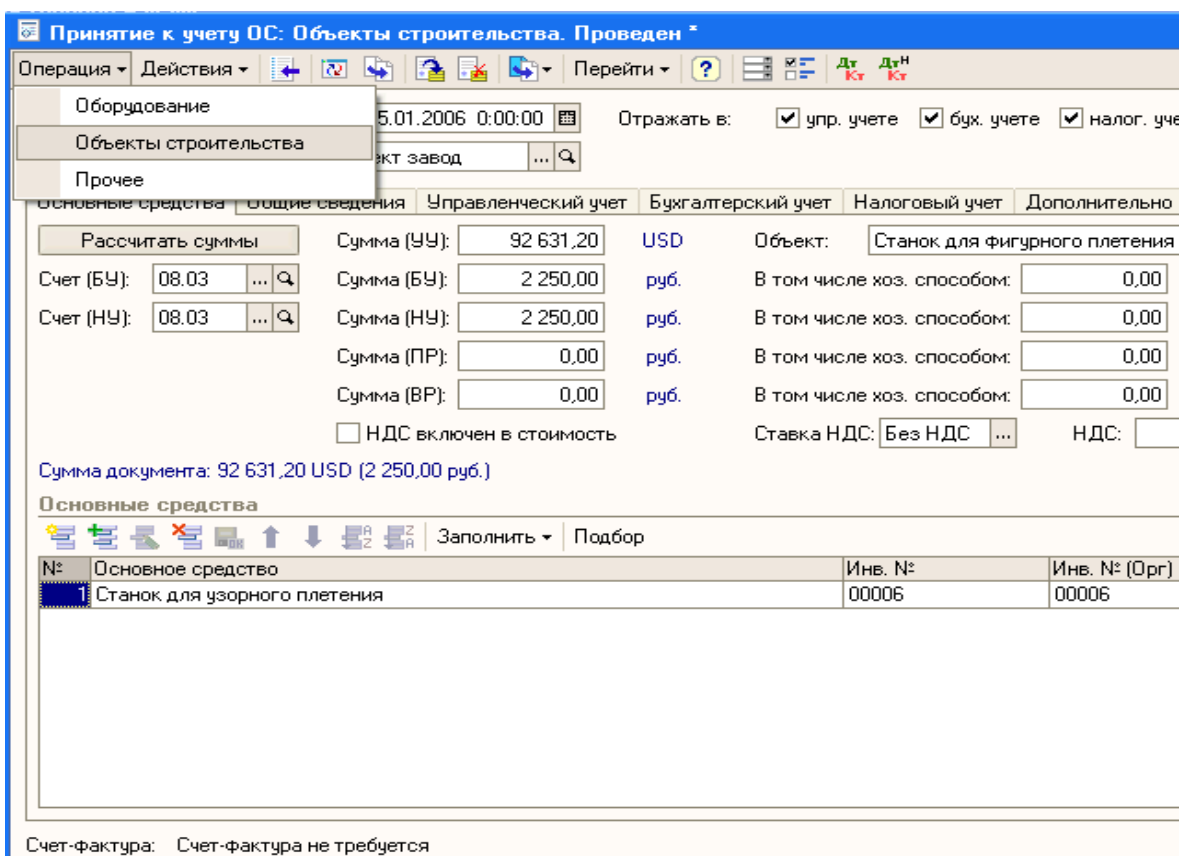 Принятие к учету ОС: Объекты строительства. Проведен *
Операция Действия Перейти
Оборудование
5.01.2006 0:00:00 Отражать в: упр. учете бух. учете налог. уче
Объекты строительства
ект завод
Прочее
Основные средства Общие сведения Управленческий учет Бухгалтерский учет Налоговый учет Дополнительно
Рассчитать суммы Сумма (УУ): 92 631,20 USD Объект: Станок для фигурного плетения
Счет (БУ): 08.03 ... Сумма (БУ): 2 250,00 руб. В том числе хоз. способом: 0,00
Счет (НУ): 08.03 ... Сумма (НУ): 2 250,00 руб. В том числе хоз. способом: 0,00
Сумма (ПР): 0,00 руб. В том числе хоз. способом: 0,00
Сумма (ВР): 0,00 руб. В том числе хоз. способом: 0,00
НДС включен в стоимость Ставка НДС: Без НДС ... НДС:
Сумма документа: 92 631,20 USD (2 250,00 руб.)
Основные средства
Заполнить Подбор
№ Основное средство Инв. № Инв. № (Орг)
1 Станок для узорного плетения 00006 00006
Счет-фактура: Счет-фактура не требуется